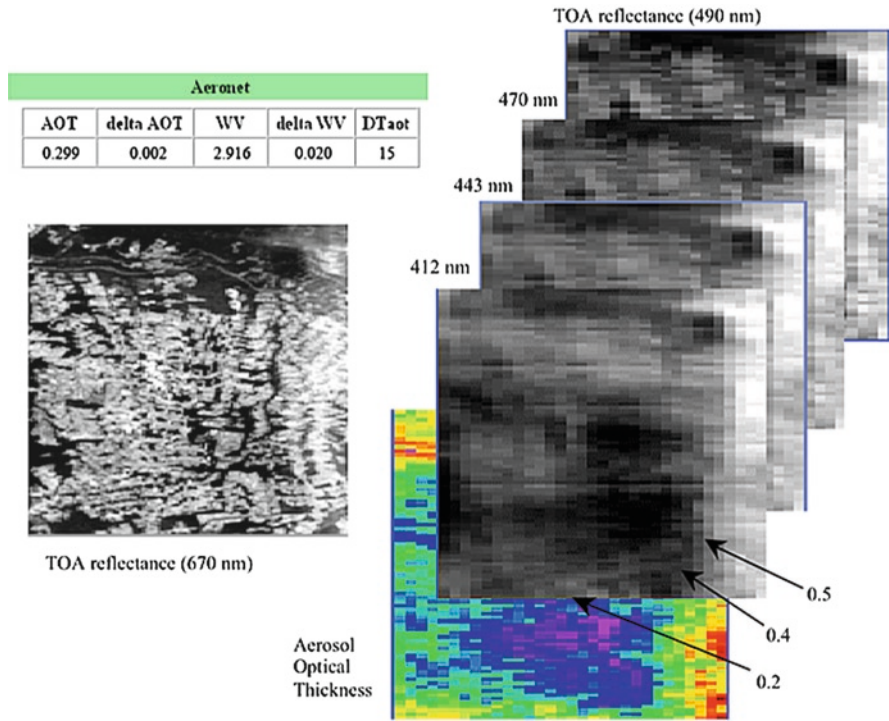 TOA reflectance (490 nm)
Aeronet
AOT delta AOT WV delta WV DTaot
0.299 0.002 2.916 0.020 15
470 nm
443 nm
412 nm
TOA reflectance (670 nm)
0.5
0.4
0.2
Aerosol
Optical
Thickness